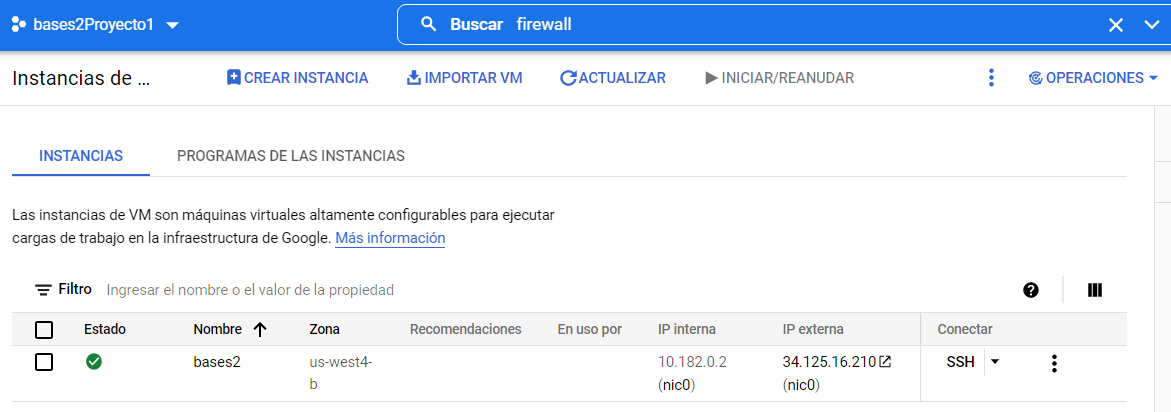 bases2Proyecto1
Buscar firewall
Instancias de ...
CREAR INSTANCIA
IMPORTAR VM
ACTUALIZAR
INICIAR/REANUDAR
OPERACIONES
INSTANCIAS
PROGRAMAS DE LAS INSTANCIAS
Las instancias de VM son máquinas virtuales altamente configurables para ejecutar
cargas de trabajo en la infraestructura de Google. Más información
Filtro Ingresar el nombre o el valor de la propiedad
Estado Nombre Zona Recomendaciones En uso por IP interna IP externa Conectar
bases2 us-west4- 10.182.0.2 34.125.16.210 SSH
b (nic0) (nic0)